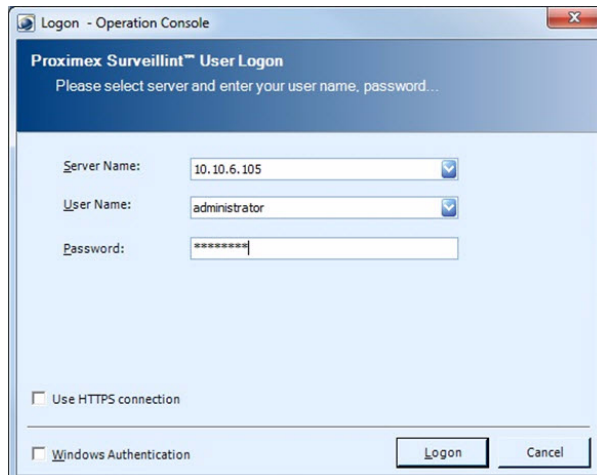 Logon - Operation Console
Proximex Surveillint™ User Logon
Please select server and enter your user name, password...
Server Name:
10.10.6.105
User Name:
administrator
Password:
********
Use HTTPS connection
Windows Authentication
Logon
Cancel